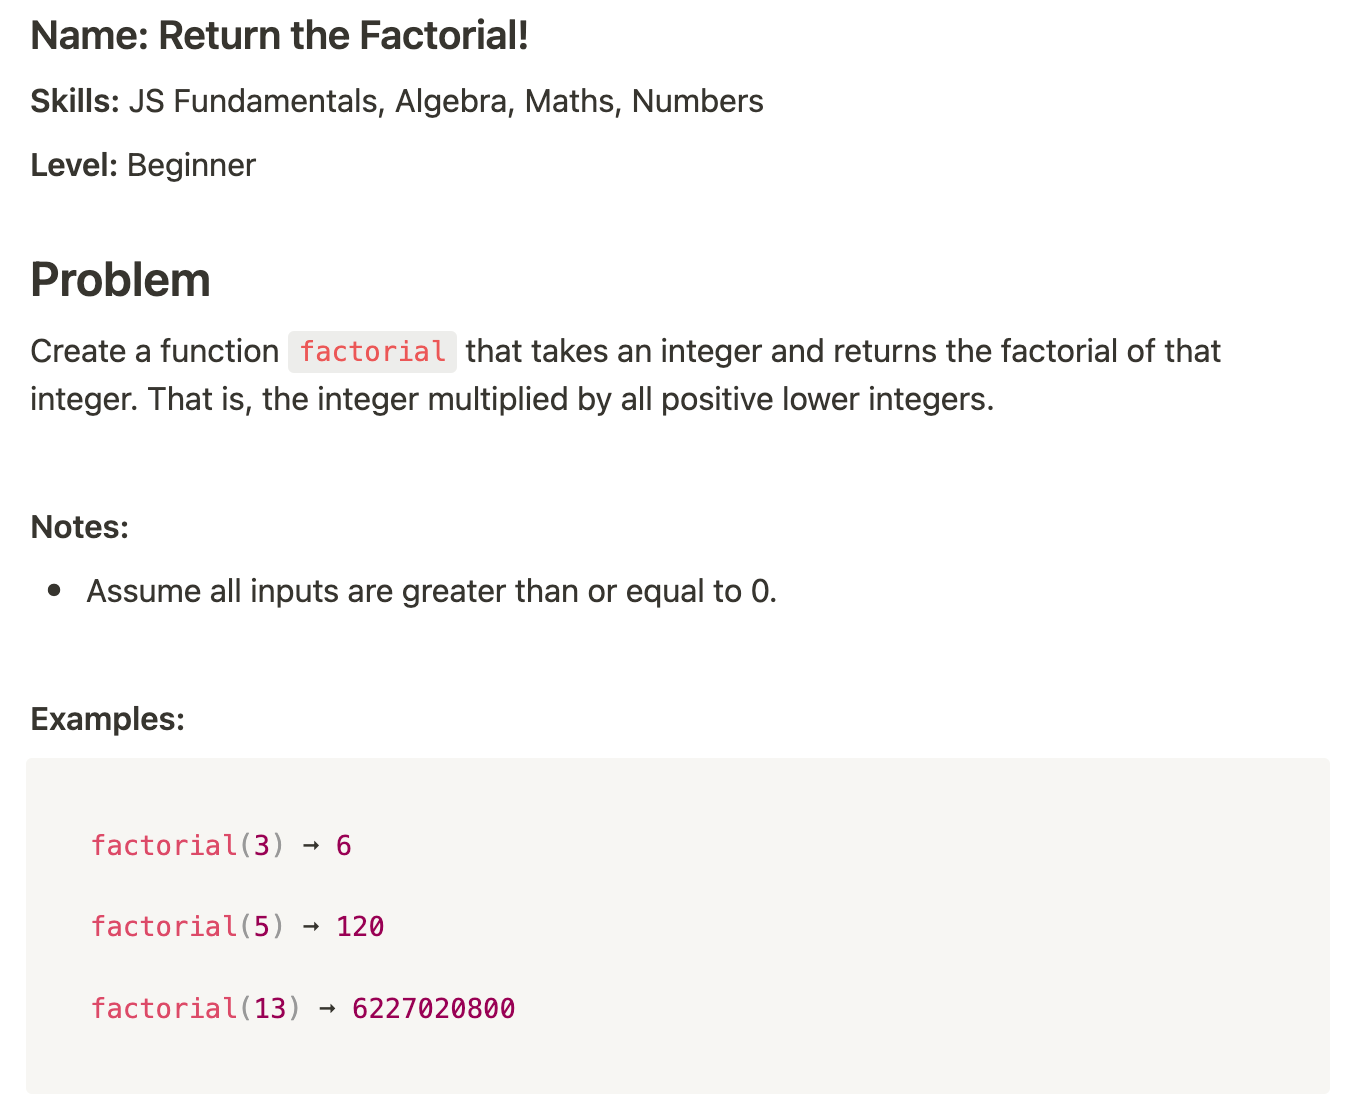 Name: Return the Factorial!
Skills: JS Fundamentals, Algebra, Maths, Numbers
Level: Beginner
Problem
Create a function factorial that takes an integer and returns the factorial of that
integer. That is, the integer multiplied by all positive lower integers.
Notes:
• Assume all inputs are greater than or equal to 0.
Examples:
factorial(3) → 6
factorial(5) → 120
factorial(13) → 6227020800